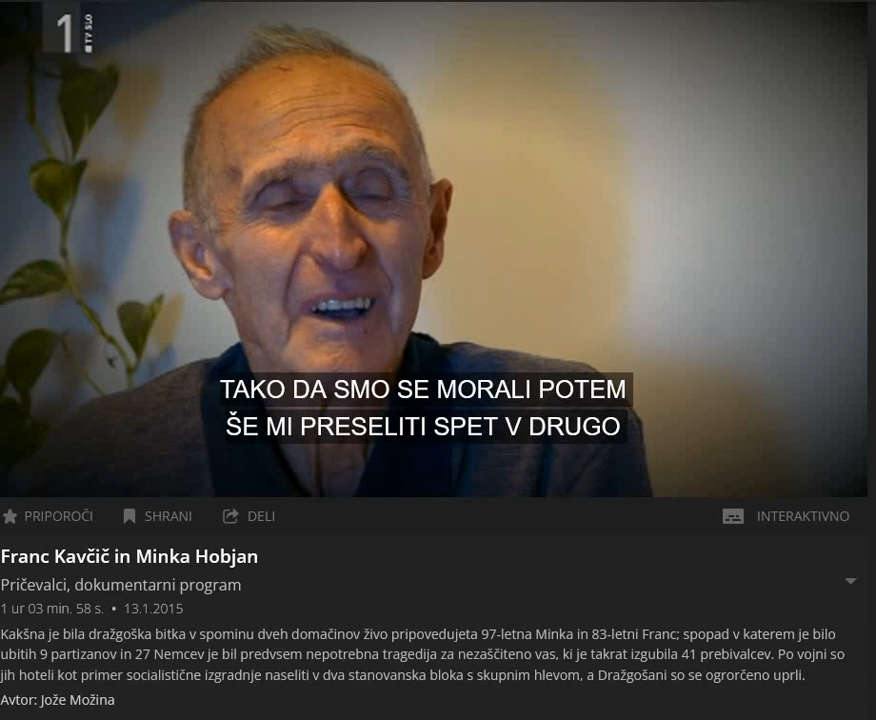 1
TV SLO
TAKO DA SMO SE MORALI POTEM
ŠE MI PRESELITI SPET V DRUGO
PRIPOROČI SHRANI DELI INTERAKTIVNO
Franc Kavčič in Minka Hobjan
Pričevalci, dokumentarni program
1 ur 03 min. 58 s. • 13.1.2015
Kakšna je bila dražgoška bitka v spominu dveh domačinov živo pripovedujeta 97-letna Minka in 83-letni Franc; spopad v katerem je bilo
ubitih 9 partizanov in 27 Nemcev je bil predvsem nepotrebna tragedija za nezaščiteno vas, ki je takrat izgubila 41 prebivalcev. Po vojni so
jih hoteli kot primer socialistične izgradnje naseliti v dva stanovanska bloka s skupnim hlevom, a Dražgošani so se ogrorčeno uprli.
Avtor: Jože Možina